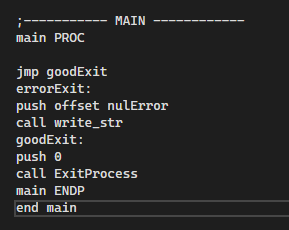 ;----------- MAIN ------------
main PROC
jmp goodExit
errorExit:
push offset nulError
call write_str
goodExit:
push 0
call ExitProcess
main ENDP
end main